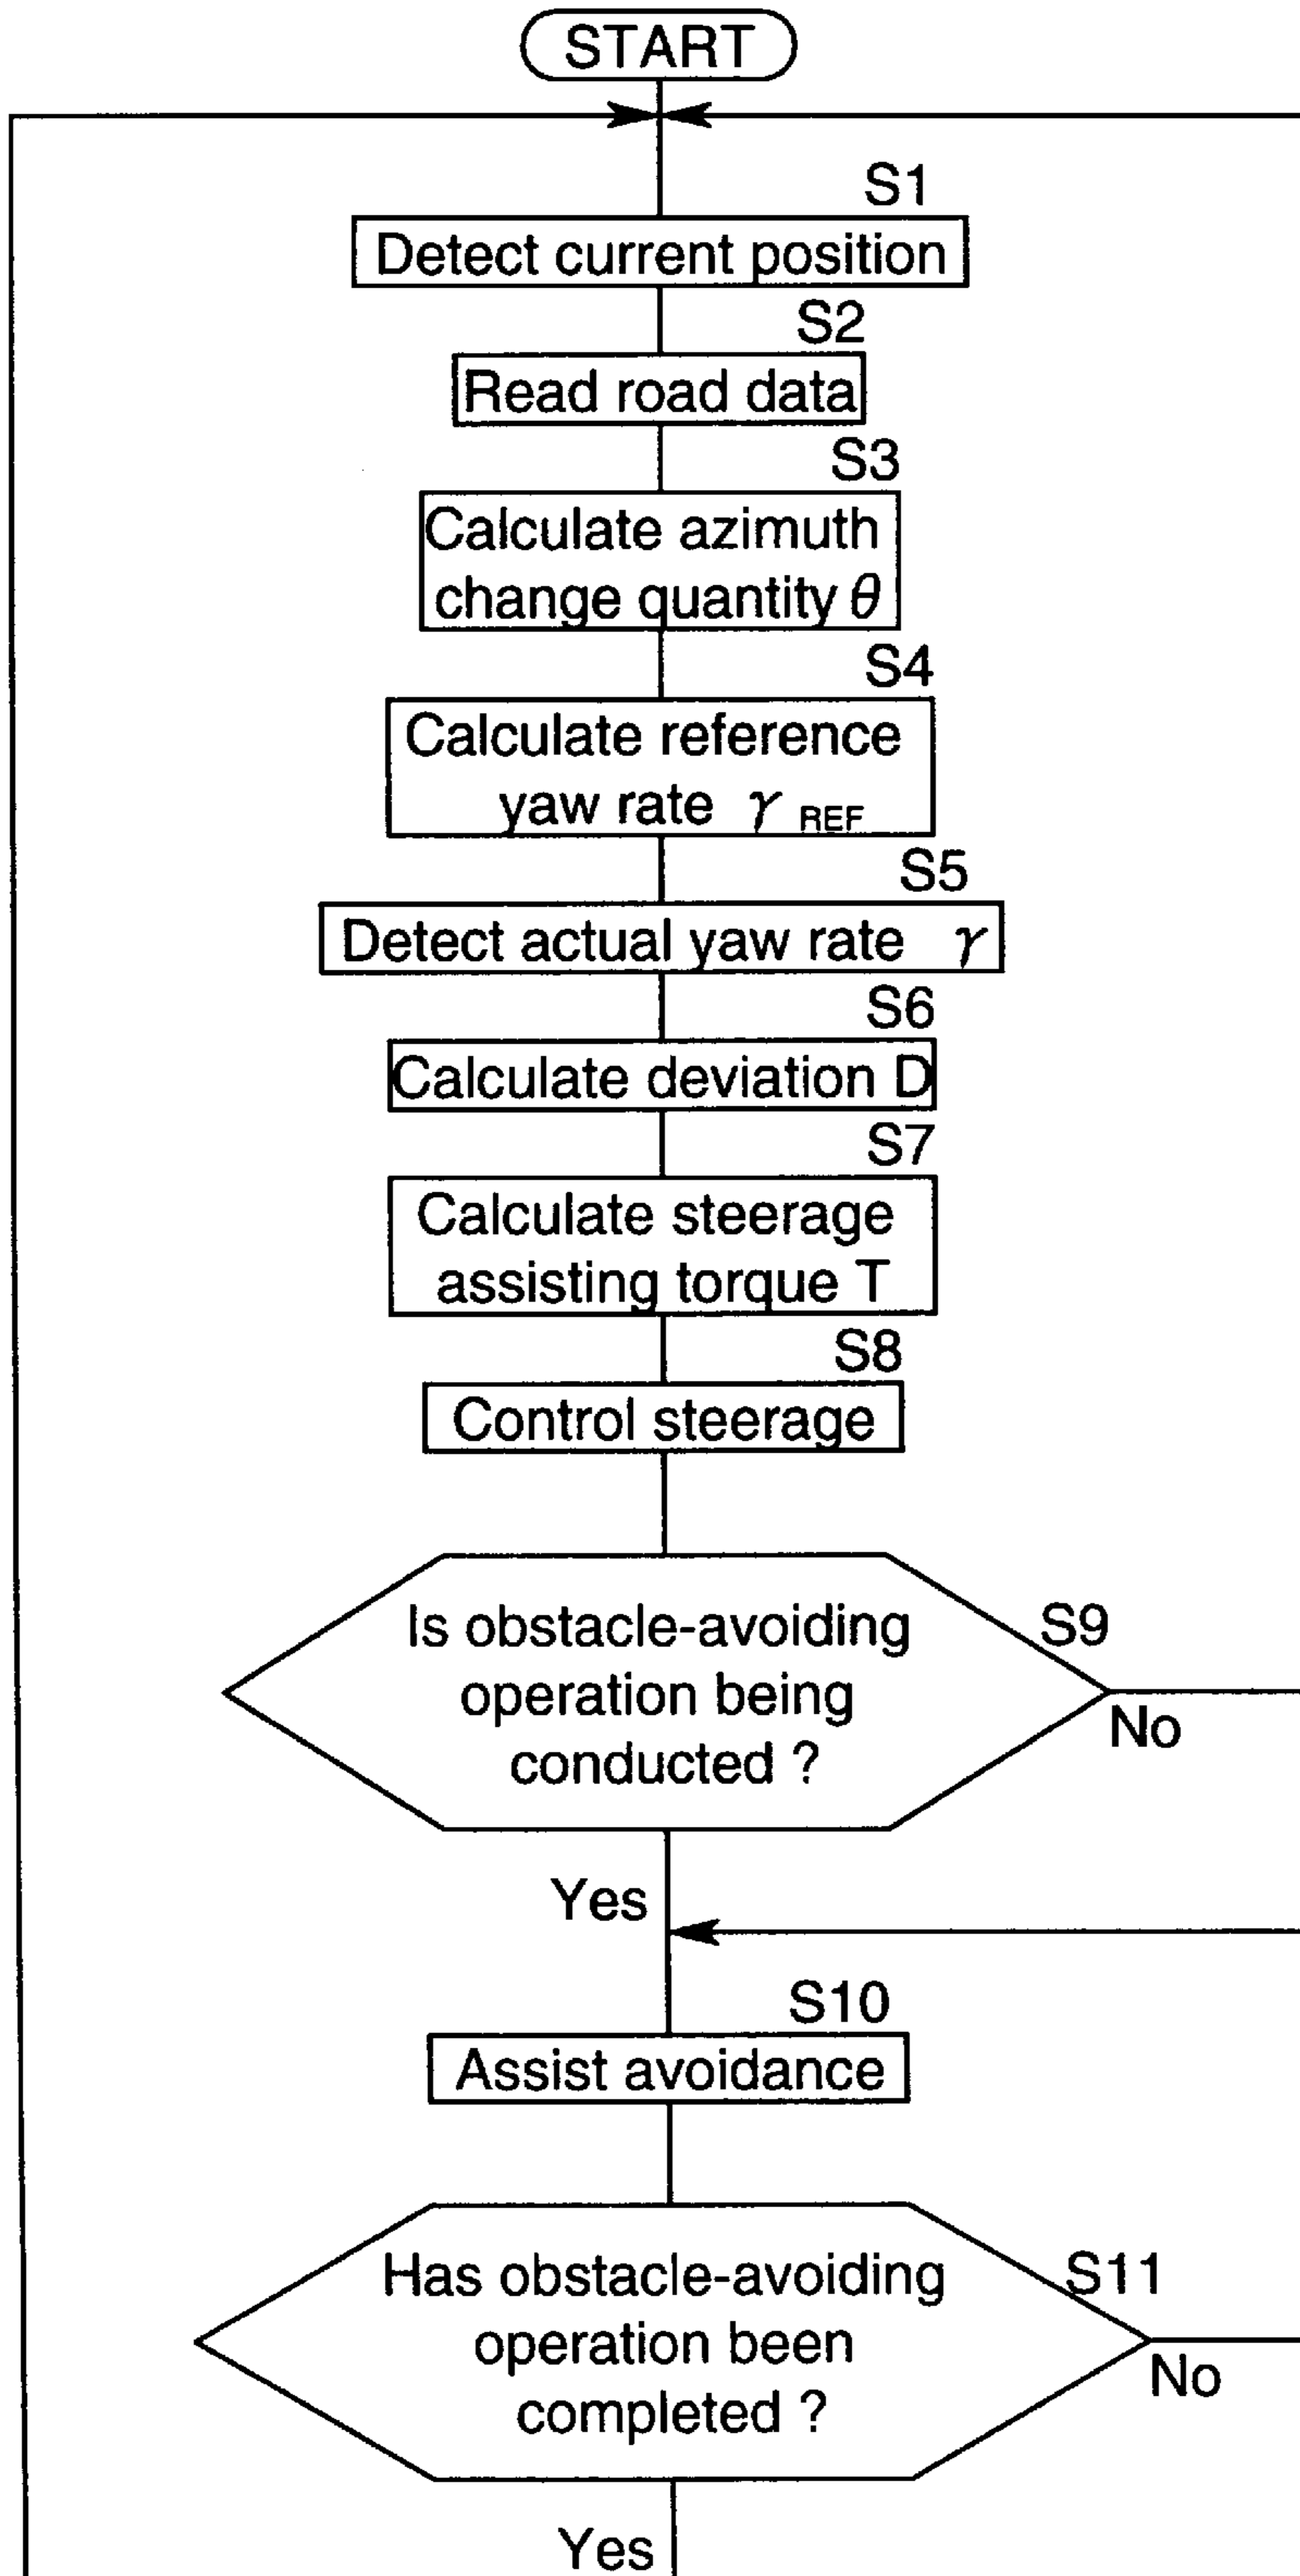 START
S1
Detect current position
S2
Read road data
S3
Calculate azimuth
change quantity θ
S4
Calculate reference
yaw rate γ REF
S5
Detect actual yaw rate γ
S6
Calculate deviation D
S7
Calculate steerage
assisting torque T
S8
Control steerage
Is obstacle-avoiding
S9
operation being
No
conducted ?
Yes
S10
Assist avoidance
Has obstacle-avoiding
S11
operation been
No
completed ?
Yes